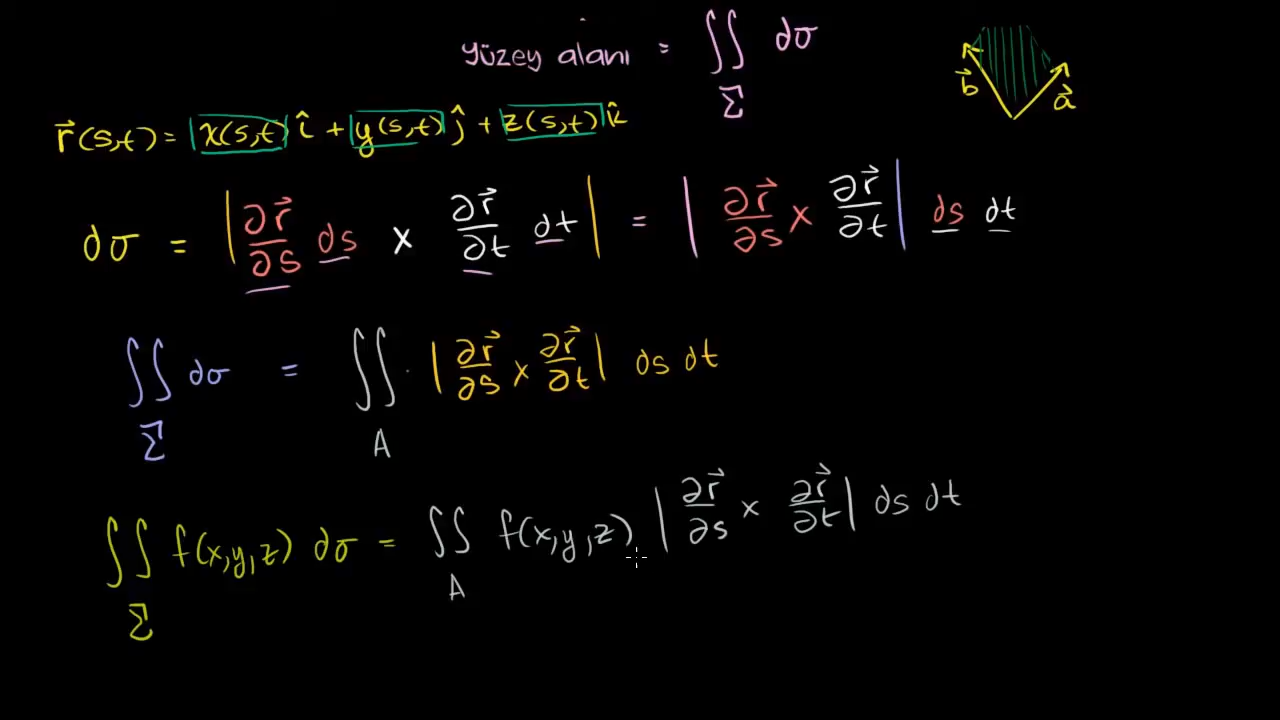 yüzey alanı = ∬_Σ dσ
b⃗ a⃗
r⃗(s,t) = x(s,t) î + y(s,t) ĵ + z(s,t) k̂
dσ = | ∂r⃗/∂s ds × ∂r⃗/∂t dt | = | ∂r⃗/∂s × ∂r⃗/∂t | ds dt
∬_Σ dσ = ∬_A · | ∂r⃗/∂s × ∂r⃗/∂t | ds dt
∬_Σ f(x,y,z) dσ = ∬_A f(x,y,z) | ∂r⃗/∂s × ∂r⃗/∂t | ds dt